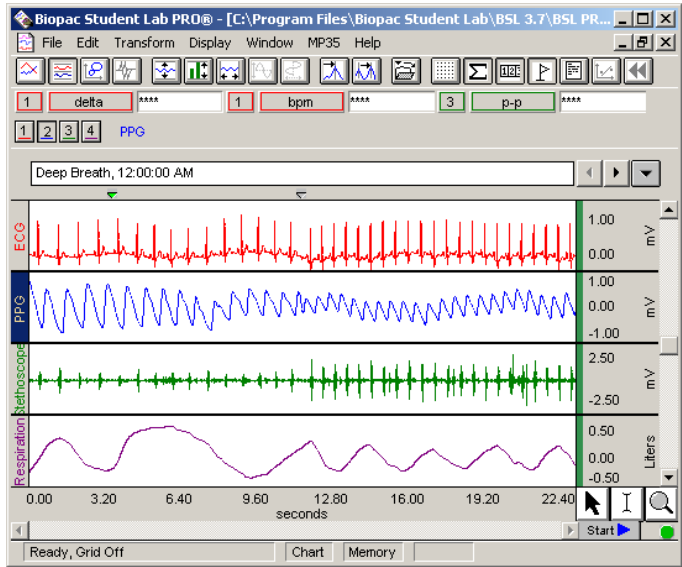 Biopac Student Lab PRO® - [C:\Program Files\Biopac Student Lab\BSL 3.7\BSL PR...
File Edit Transform Display Window MP35 Help
1 delta **** 1 bpm **** 3 p-p ****
1 2 3 4 PPG
Deep Breath, 12:00:00 AM
ECG
1.00
0.00
mV
PPG
1.00
0.00
-1.00
mV
Stethoscope
2.50
-2.50
mV
Respiration
0.50
0.00
-0.50
Liters
0.00 3.20 6.40 9.60 12.80 16.00 19.20 22.40
seconds
Start
Ready, Grid Off Chart Memory